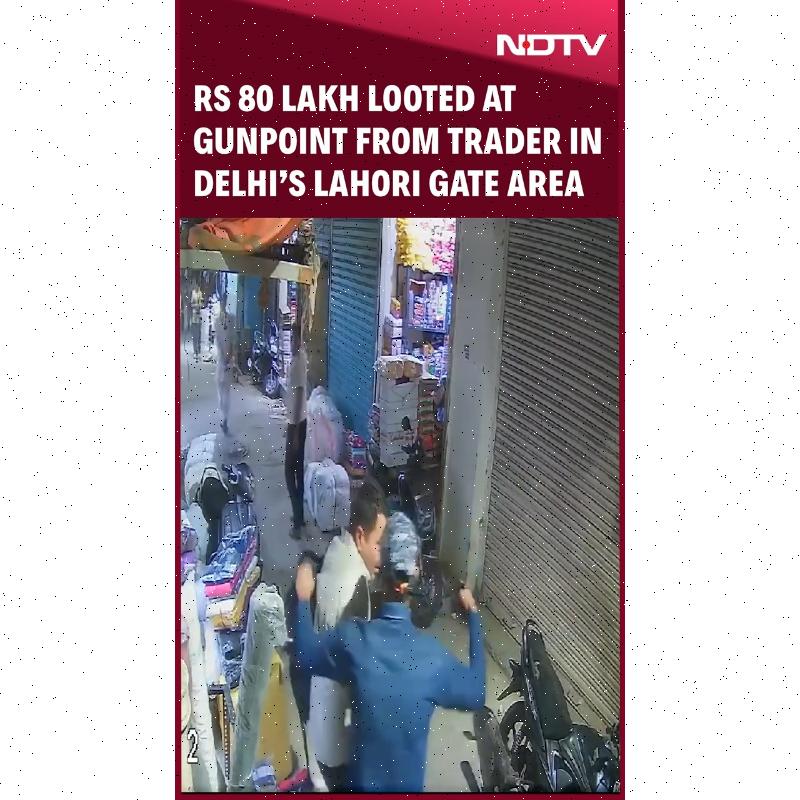 NDTV
RS 80 LAKH LOOTED AT
GUNPOINT FROM TRADER IN
DELHI'S LAHORI GATE AREA
2